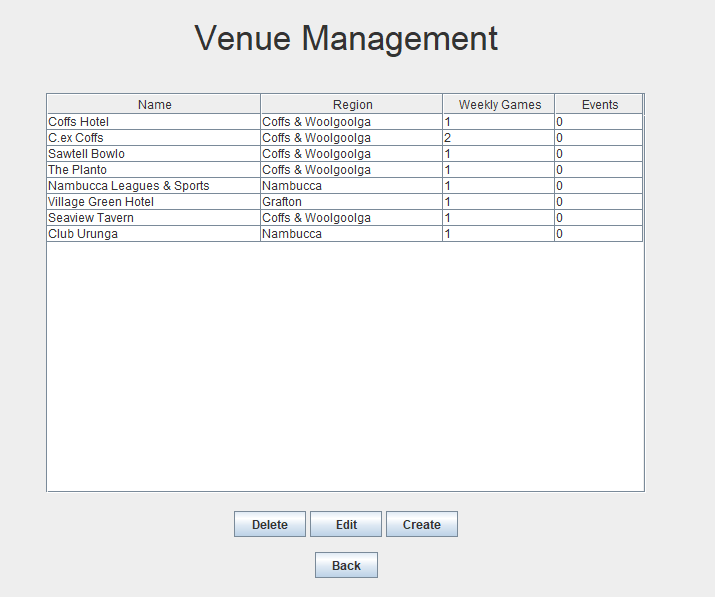 Venue Management
Name Region Weekly Games Events
Coffs Hotel Coffs & Woolgoolga 1 0
C.ex Coffs Coffs & Woolgoolga 2 0
Sawtell Bowlo Coffs & Woolgoolga 1 0
The Planto Coffs & Woolgoolga 1 0
Nambucca Leagues & Sports Nambucca 1 0
Village Green Hotel Grafton 1 0
Seaview Tavern Coffs & Woolgoolga 1 0
Club Urunga Nambucca 1 0
Delete Edit Create
Back